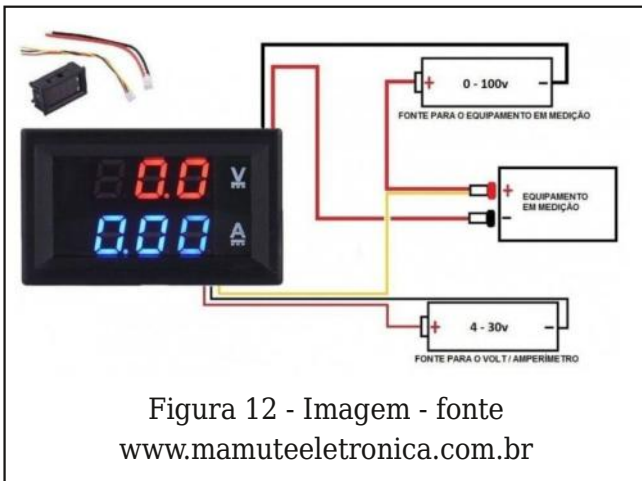 0.0 V
0.00 A
+ 0 - 100v -
FONTE PARA O EQUIPAMENTO EM MEDIÇÃO
+ EQUIPAMENTO
EM MEDIÇÃO
-
+ 4 - 30v -
FONTE PARA O VOLT / AMPERÍMETRO
Figura 12 - Imagem - fonte
www.mamuteeletronica.com.br